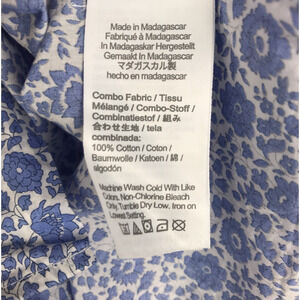 Made in Madagascar
Fabriqué à Madagascar
In Madagaskar Hergestellt
Gemaakt In Madagascar
マダガスカル製
hecho en madagascar
Combo Fabric / Tissu
Mélangé / Combo-Stoff /
Combinatiestof / 組み
合わせ生地 / tela
combinada:
100% Cotton / Coton /
Baumwolle / Katoen / 綿 /
algodón
Machine Wash Cold With Like
Colors, Non-Chlorine Bleach
Only, Tumble Dry Low, Iron on
Lowest Setting.